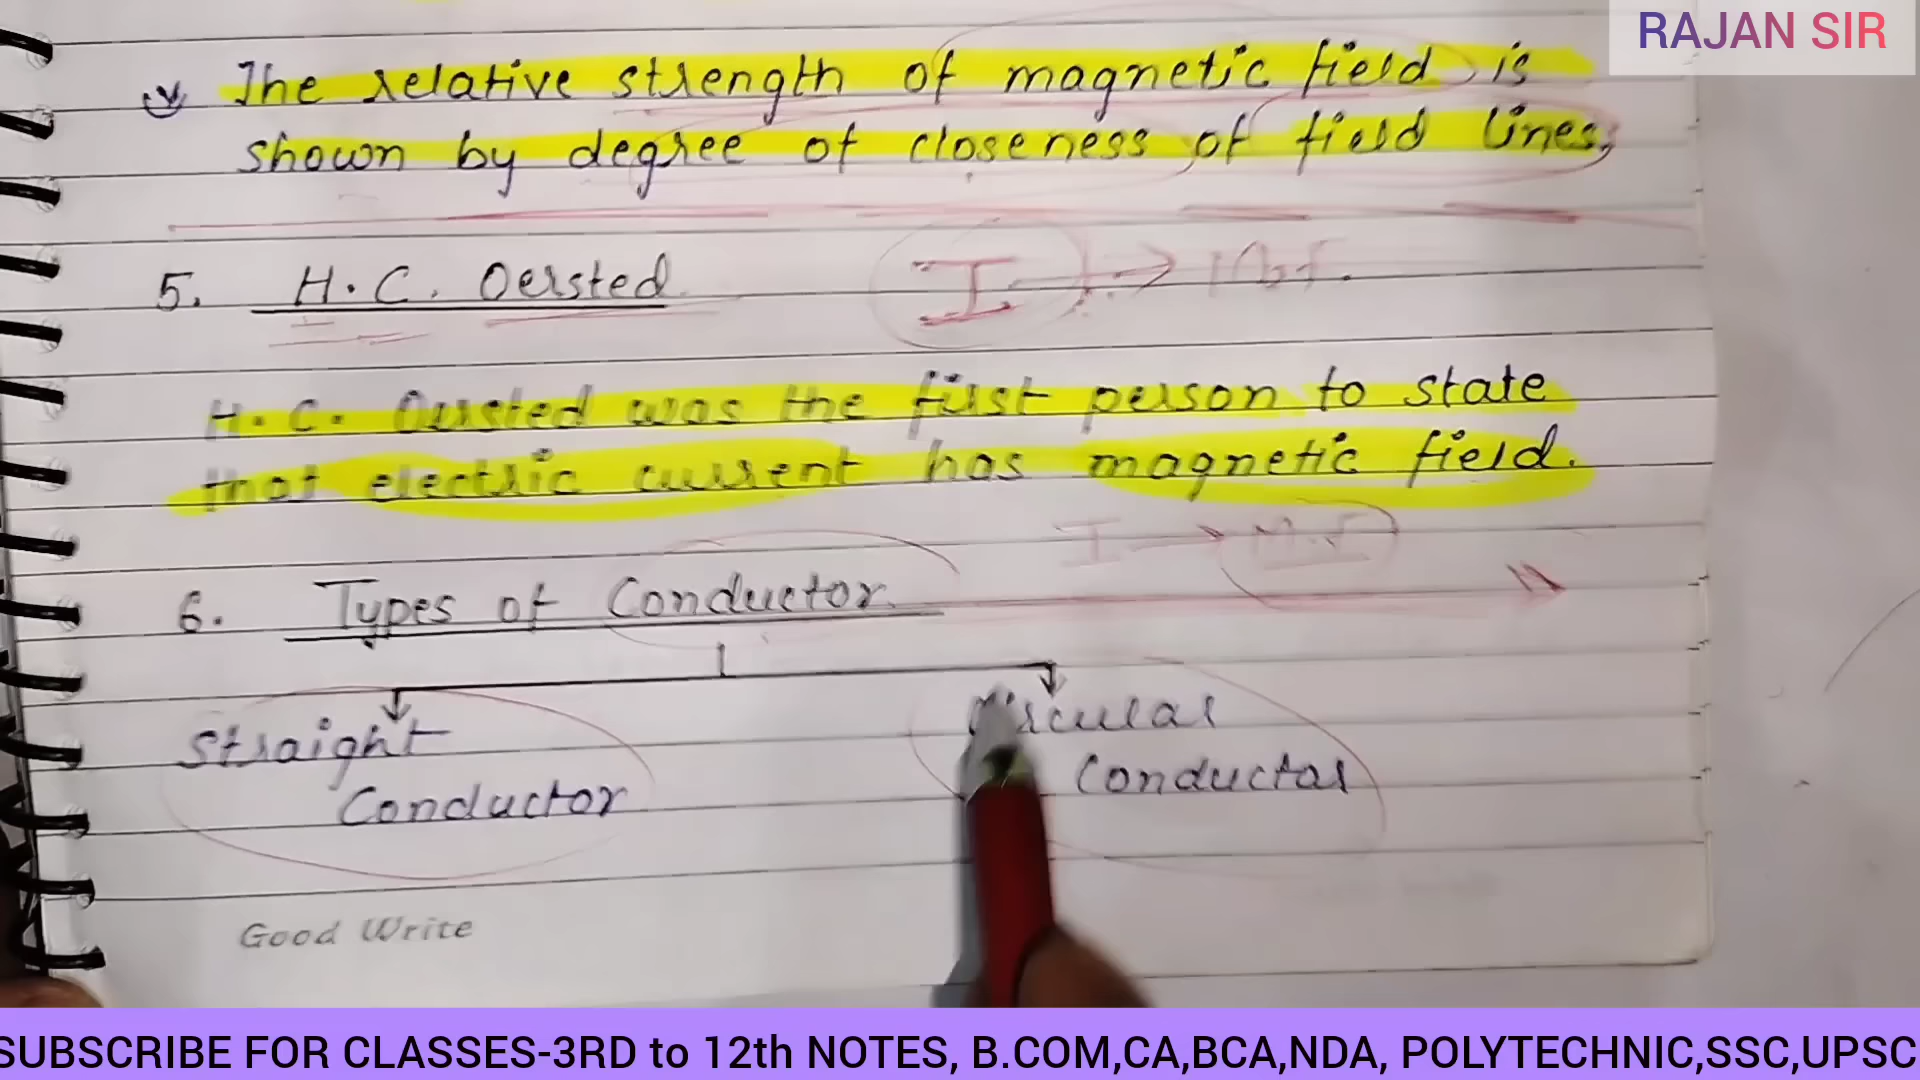 RAJAN SIR
v) The relative strength of magnetic field is
shown by degree of closeness of field lines.
5. H.C. Oersted
I → M.f.
H.C. Oersted was the first person to state
that electric current has magnetic field.
I → M.f
6. Types of Conductor
Straight
Conductor
Circular
Conductor
Good Write
SUBSCRIBE FOR CLASSES-3RD to 12th NOTES, B.COM,CA,BCA,NDA, POLYTECHNIC,SSC,UPSC